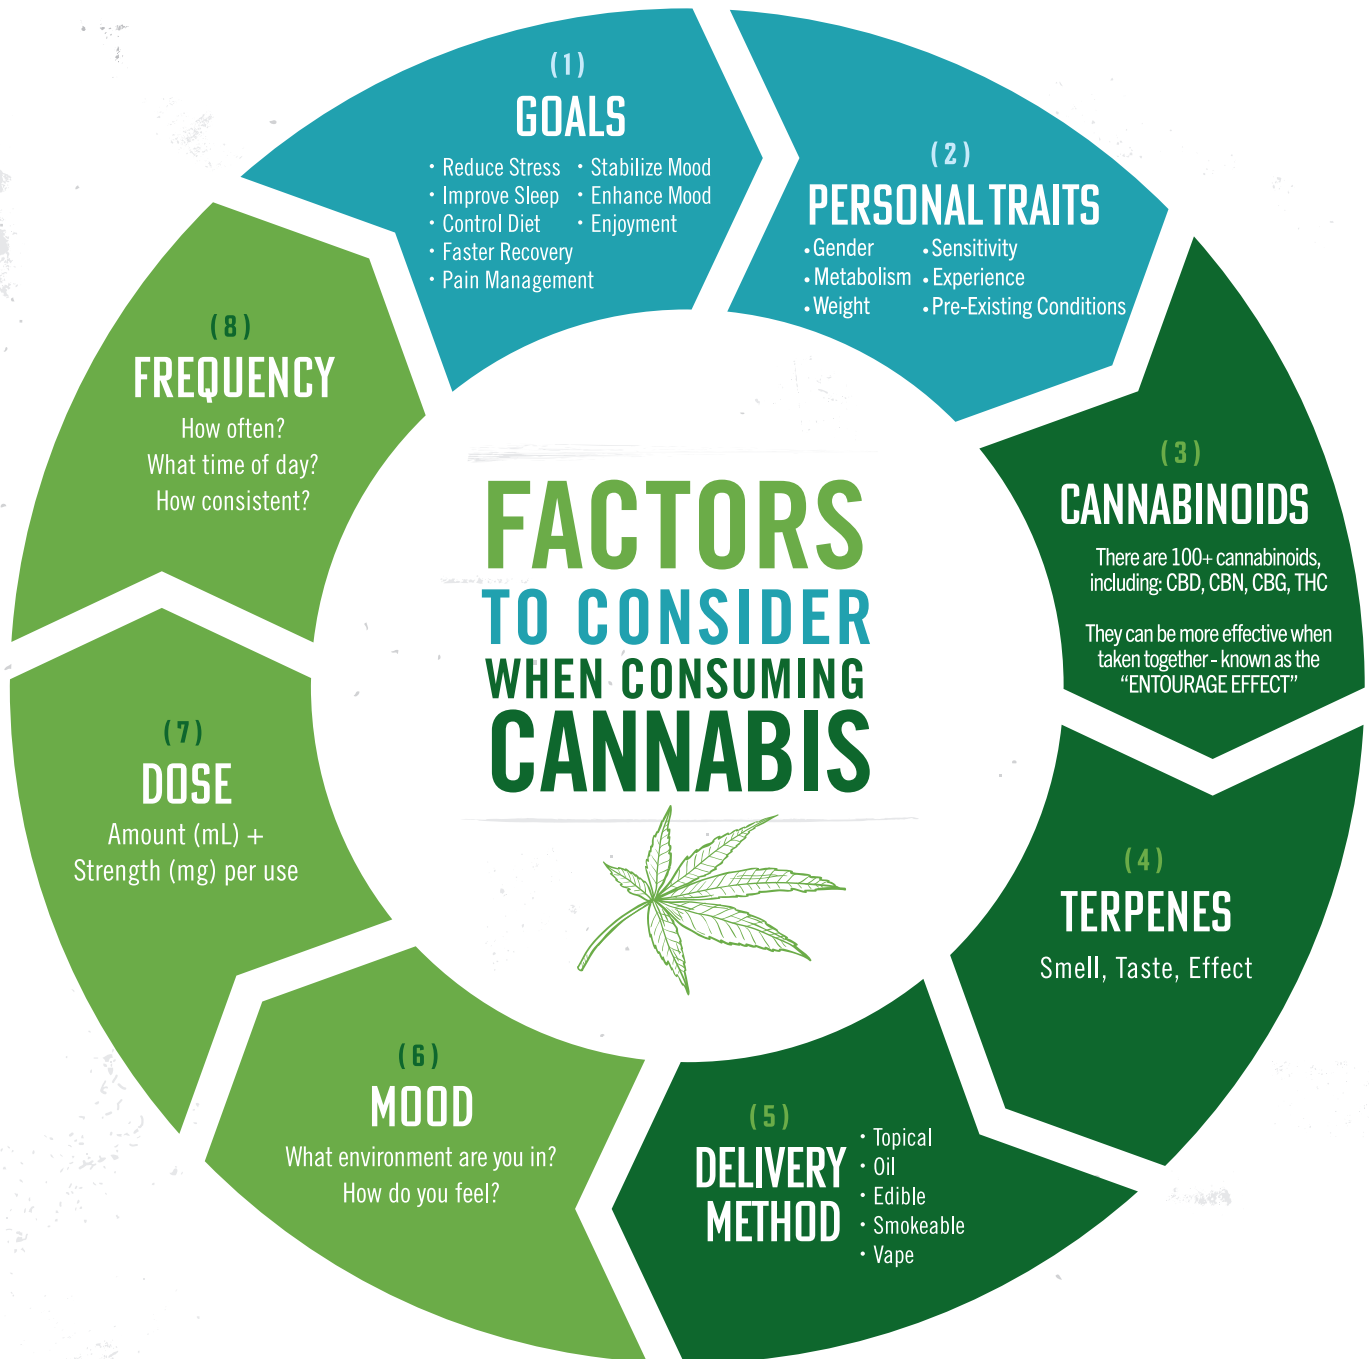 FACTORS
TO CONSIDER
WHEN CONSUMING
CANNABIS
(1)
GOALS
• Reduce Stress
• Improve Sleep
• Control Diet
• Faster Recovery
• Pain Management
• Stabilize Mood
• Enhance Mood
• Enjoyment
(2)
PERSONAL TRAITS
• Gender
• Metabolism
• Weight
• Sensitivity
• Experience
• Pre-Existing Conditions
(3)
CANNABINOIDS
There are 100+ cannabinoids,
including: CBD, CBN, CBG, THC
They can be more effective when
taken together - known as the
“ENTOURAGE EFFECT”
(4)
TERPENES
Smell, Taste, Effect
(5)
DELIVERY
METHOD
• Topical
• Oil
• Edible
• Smokeable
• Vape
(6)
MOOD
What environment are you in?
How do you feel?
(7)
DOSE
Amount (mL) +
Strength (mg) per use
(8)
FREQUENCY
How often?
What time of day?
How consistent?